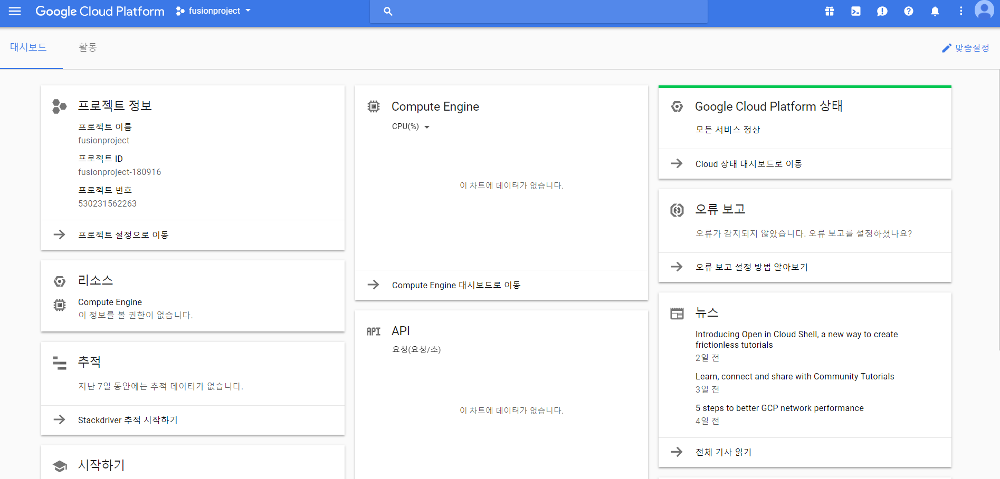 Google Cloud Platform
fusionproject
대시보드
활동
맞춤설정
프로젝트 정보
프로젝트 이름
fusionproject
프로젝트 ID
fusionproject-180916
프로젝트 번호
530231562263
프로젝트 설정으로 이동
리소스
Compute Engine
이 정보를 볼 권한이 없습니다.
추적
지난 7일 동안에는 추적 데이터가 없습니다.
Stackdriver 추적 시작하기
시작하기
Compute Engine
CPU(%)
이 차트에 데이터가 없습니다.
Compute Engine 대시보드로 이동
API
API
요청(요청/초)
이 차트에 데이터가 없습니다.
Google Cloud Platform 상태
모든 서비스 정상
Cloud 상태 대시보드로 이동
오류 보고
오류가 감지되지 않았습니다. 오류 보고를 설정하셨나요?
오류 보고 설정 방법 알아보기
뉴스
Introducing Open in Cloud Shell, a new way to create
frictionless tutorials
2일 전
Learn, connect and share with Community Tutorials
3일 전
5 steps to better GCP network performance
4일 전
전체 기사 읽기